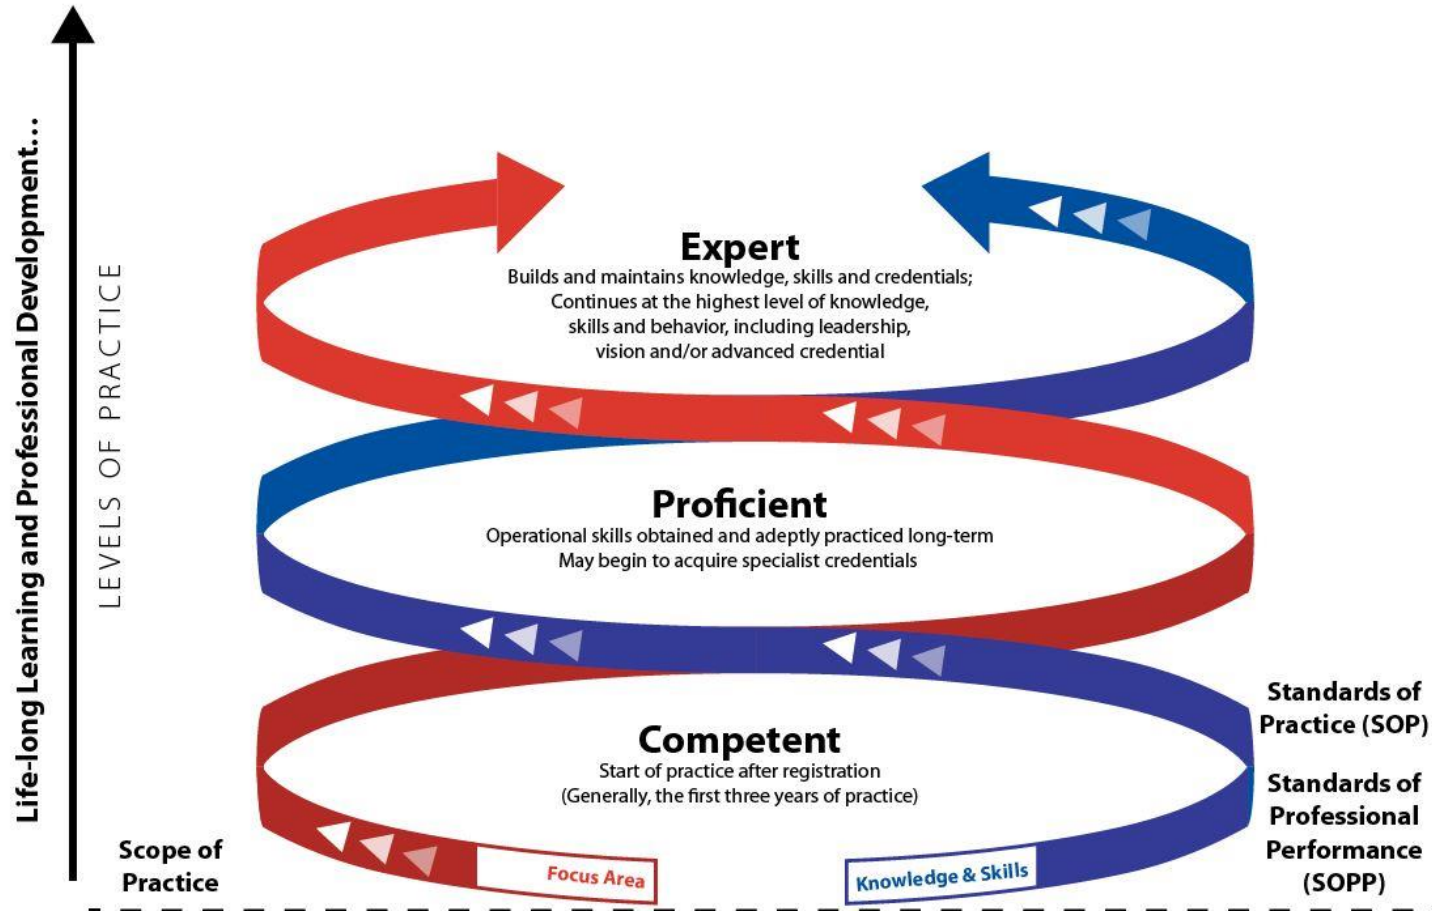 Life-long Learning and Professional Development...
LEVELS OF PRACTICE
Expert
Builds and maintains knowledge, skills and credentials;
Continues at the highest level of knowledge,
skills and behavior, including leadership,
vision and/or advanced credential
Proficient
Operational skills obtained and adeptly practiced long-term
May begin to acquire specialist credentials
Competent
Start of practice after registration
(Generally, the first three years of practice)
Standards of
Practice (SOP)
Standards of
Professional
Performance
(SOPP)
Scope of
Practice
Focus Area
Knowledge & Skills